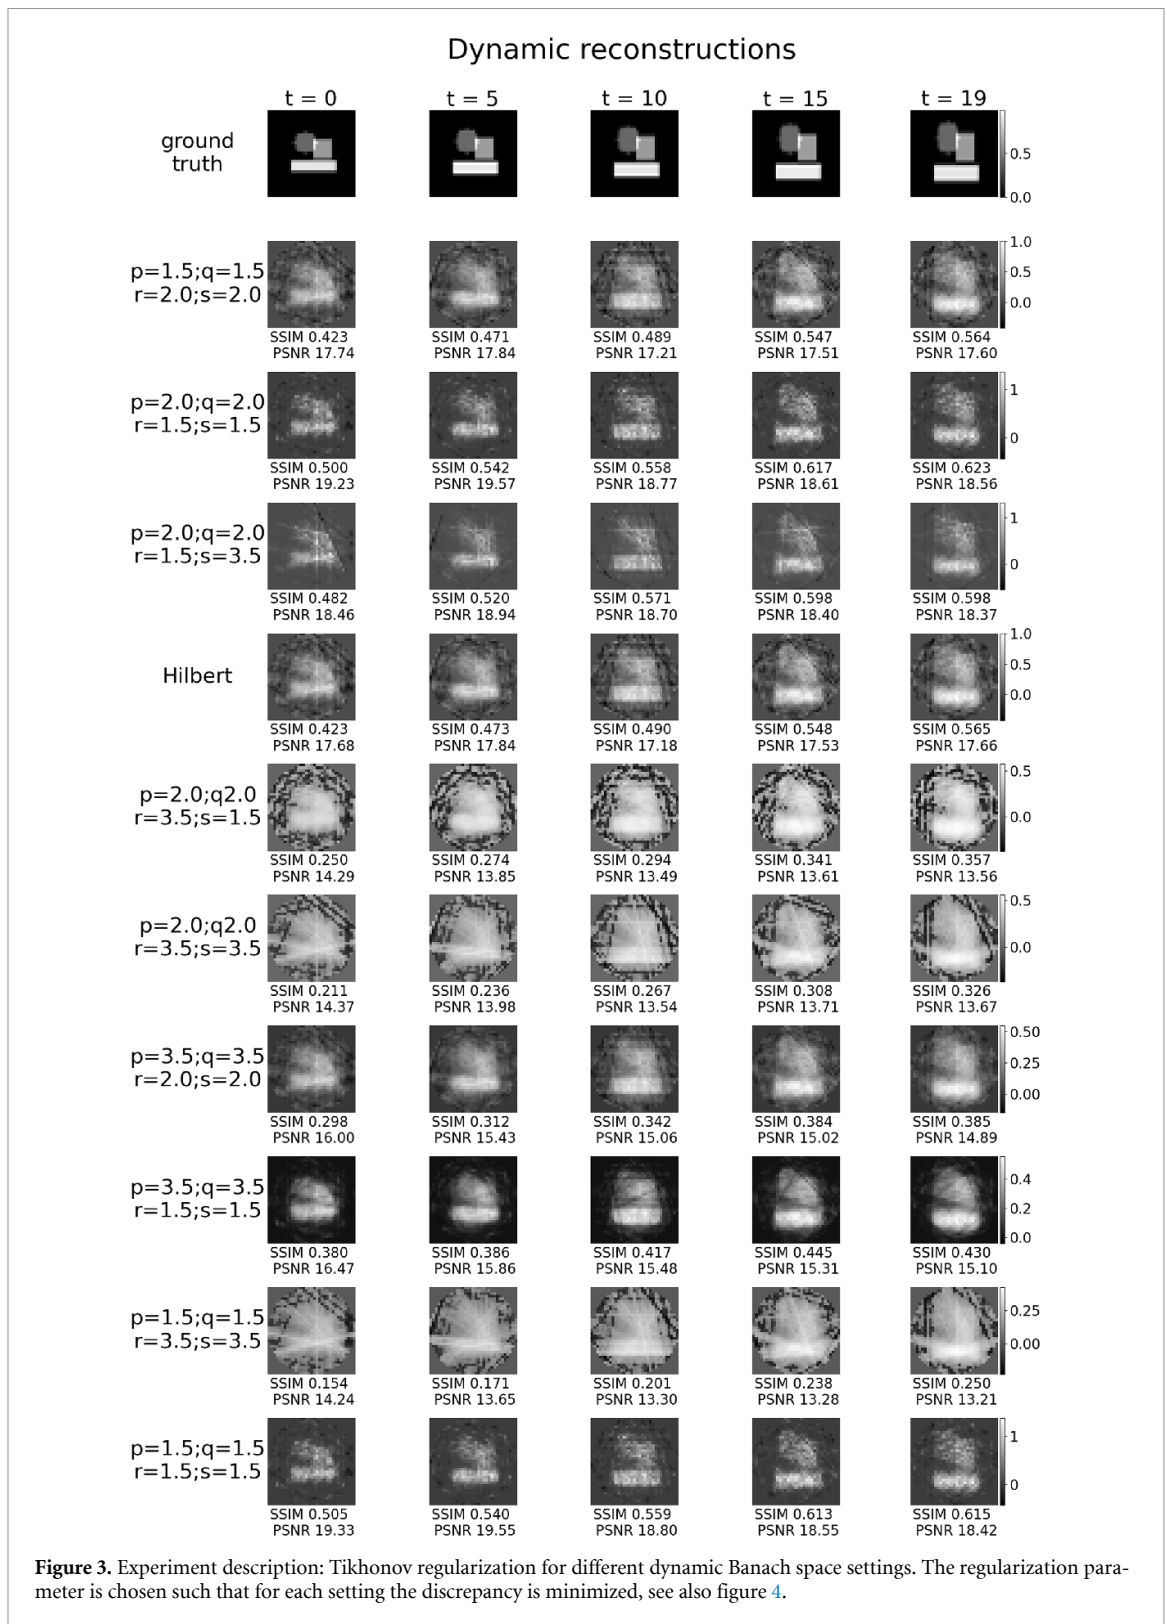 Dynamic reconstructions
t = 0 t = 5 t = 10 t = 15 t = 19
ground
truth
0.5
0.0
p=1.5;q=1.5
r=2.0;s=2.0
1.0
0.5
0.0
SSIM 0.423 SSIM 0.471 SSIM 0.489 SSIM 0.547 SSIM 0.564
PSNR 17.74 PSNR 17.84 PSNR 17.21 PSNR 17.51 PSNR 17.60
p=2.0;q=2.0
r=1.5;s=1.5
1
0
SSIM 0.500 SSIM 0.542 SSIM 0.558 SSIM 0.617 SSIM 0.623
PSNR 19.23 PSNR 19.57 PSNR 18.77 PSNR 18.61 PSNR 18.56
p=2.0;q=2.0
r=1.5;s=3.5
1
0
SSIM 0.482 SSIM 0.520 SSIM 0.571 SSIM 0.598 SSIM 0.598
PSNR 18.46 PSNR 18.94 PSNR 18.70 PSNR 18.40 PSNR 18.37
Hilbert
1.0
0.5
0.0
SSIM 0.423 SSIM 0.473 SSIM 0.490 SSIM 0.548 SSIM 0.565
PSNR 17.68 PSNR 17.84 PSNR 17.18 PSNR 17.53 PSNR 17.66
p=2.0;q2.0
r=3.5;s=1.5
0.5
0.0
SSIM 0.250 SSIM 0.274 SSIM 0.294 SSIM 0.341 SSIM 0.357
PSNR 14.29 PSNR 13.85 PSNR 13.49 PSNR 13.61 PSNR 13.56
p=2.0;q2.0
r=3.5;s=3.5
0.5
0.0
SSIM 0.211 SSIM 0.236 SSIM 0.267 SSIM 0.308 SSIM 0.326
PSNR 14.37 PSNR 13.98 PSNR 13.54 PSNR 13.71 PSNR 13.67
p=3.5;q=3.5
r=2.0;s=2.0
0.50
0.25
0.00
SSIM 0.298 SSIM 0.312 SSIM 0.342 SSIM 0.384 SSIM 0.385
PSNR 16.00 PSNR 15.43 PSNR 15.06 PSNR 15.02 PSNR 14.89
p=3.5;q=3.5
r=1.5;s=1.5
0.4
0.2
0.0
SSIM 0.380 SSIM 0.386 SSIM 0.417 SSIM 0.445 SSIM 0.430
PSNR 16.47 PSNR 15.86 PSNR 15.48 PSNR 15.31 PSNR 15.10
p=1.5;q=1.5
r=3.5;s=3.5
0.25
0.00
SSIM 0.154 SSIM 0.171 SSIM 0.201 SSIM 0.238 SSIM 0.250
PSNR 14.24 PSNR 13.65 PSNR 13.30 PSNR 13.28 PSNR 13.21
p=1.5;q=1.5
r=1.5;s=1.5
1
0
SSIM 0.505 SSIM 0.540 SSIM 0.559 SSIM 0.613 SSIM 0.615
PSNR 19.33 PSNR 19.55 PSNR 18.80 PSNR 18.55 PSNR 18.42
Figure 3. Experiment description: Tikhonov regularization for different dynamic Banach space settings. The regularization para-
meter is chosen such that for each setting the discrepancy is minimized, see also figure 4.